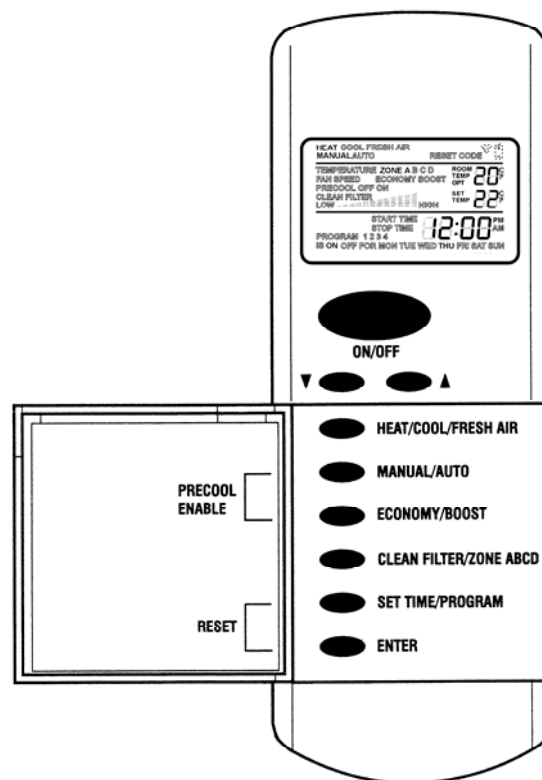 HEAT COOL FRESH AIR
MANUAL AUTO RESET CODE
TEMPERATURE ZONE A B C D
FAN SPEED ECONOMY BOOST
PRECOOL OFF ON
CLEAN FILTER
LOW HIGH
ROOM
TEMP
OPT
20
SET
TEMP
22
START TIME
STOP TIME
12:00 PM
AM
PROGRAM 1 2 3 4
IS ON OFF FOR MON TUE WED THU FRI SAT SUN
ON/OFF
▼ ▲
HEAT/COOL/FRESH AIR
MANUAL/AUTO
PRECOOL
ENABLE
ECONOMY/BOOST
CLEAN FILTER/ZONE ABCD
SET TIME/PROGRAM
RESET
ENTER